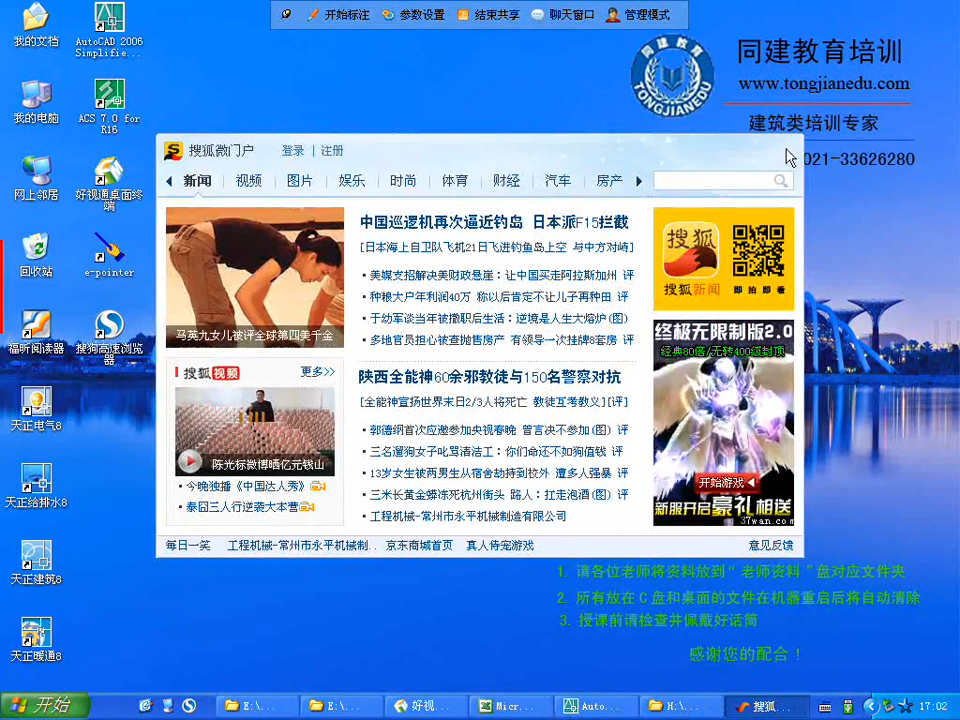 开始标注 参数设置 结束共享 聊天窗口 管理模式
我的文档
AutoCAD 2006
Simplifie...
我的电脑
ACS 7.0 for
R16
网上邻居
好视通桌面终
端
回收站
e-pointer
福昕阅读器
搜狗高速浏览
器
天正电气8
天正给排水8
天正建筑8
天正暖通8
同建教育
TONGJIANEDU
同建教育培训
www.tongjianedu.com
建筑类培训专家
021-33626280
搜狐微门户 登录 | 注册
新闻 视频 图片 娱乐 时尚 体育 财经 汽车 房产
马英九女儿被评全球第四美千金
中国巡逻机再次逼近钓岛 日本派F15拦截
[日本海上自卫队飞机21日飞进钓鱼岛上空 与中方对峙]
• 美媒支招解决美财政悬崖：让中国买走阿拉斯加州 评
• 种粮大户年利润40万 称以后肯定不让儿子再种田 评
• 于幼军谈当年被撤职后生活：逆境是人生大熔炉(图)
• 多地官员担心被查抛售房产 有领导一次挂牌8套房 评
搜狐视频 更多>>
陈光标微博晒亿元钱山
• 今晚独播《中国达人秀》
• 泰囧三人行逆袭大本营
陕西全能神60余邪教徒与150名警察对抗
[全能神宣扬世界末日2/3人将死亡 教徒互考教义][评]
• 郭德纲首次应邀参加央视春晚 曾言决不参加(图) 评
• 三名遛狗女子叱骂清洁工：你们命还不如狗值钱 评
• 13岁女生被两男生从宿舍劫持到校外 遭多人强暴 评
• 三米长黄金蟒冻死杭州街头 路人：扛走泡酒(图) 评
• 工程机械-常州市永平机械制造有限公司
搜狐
搜狐新闻 即拍即看
终极无限制版2.0
经典80倍/无转400级封顶
开始游戏
新服开启豪礼相送
37wan.com
每日一笑 工程机械-常州市永平机械制.. 京东商城首页 真人侍宠游戏 意见反馈
1. 请各位老师将资料放到“老师资料”盘对应文件夹
2. 所有放在C盘和桌面的文件在机器重启后将自动清除
3. 授课前请检查并佩戴好话筒
感谢您的配合！
开始 E:\... E:\... 好视... Micr... Auto... H:\... 搜狐... 17:02